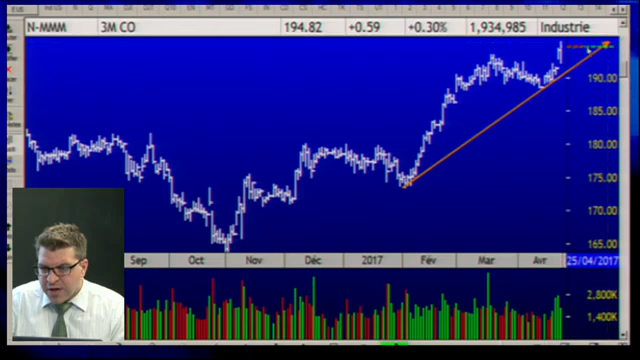 N-MMM 3M CO 194.82 +0.59 +0.30% 1,934,985 Industrie
190.00
185.00
180.00
175.00
170.00
165.00
Sep Oct Nov Déc 2017 Fév Mar Avr 25/04/2017
2,800K
1,400K